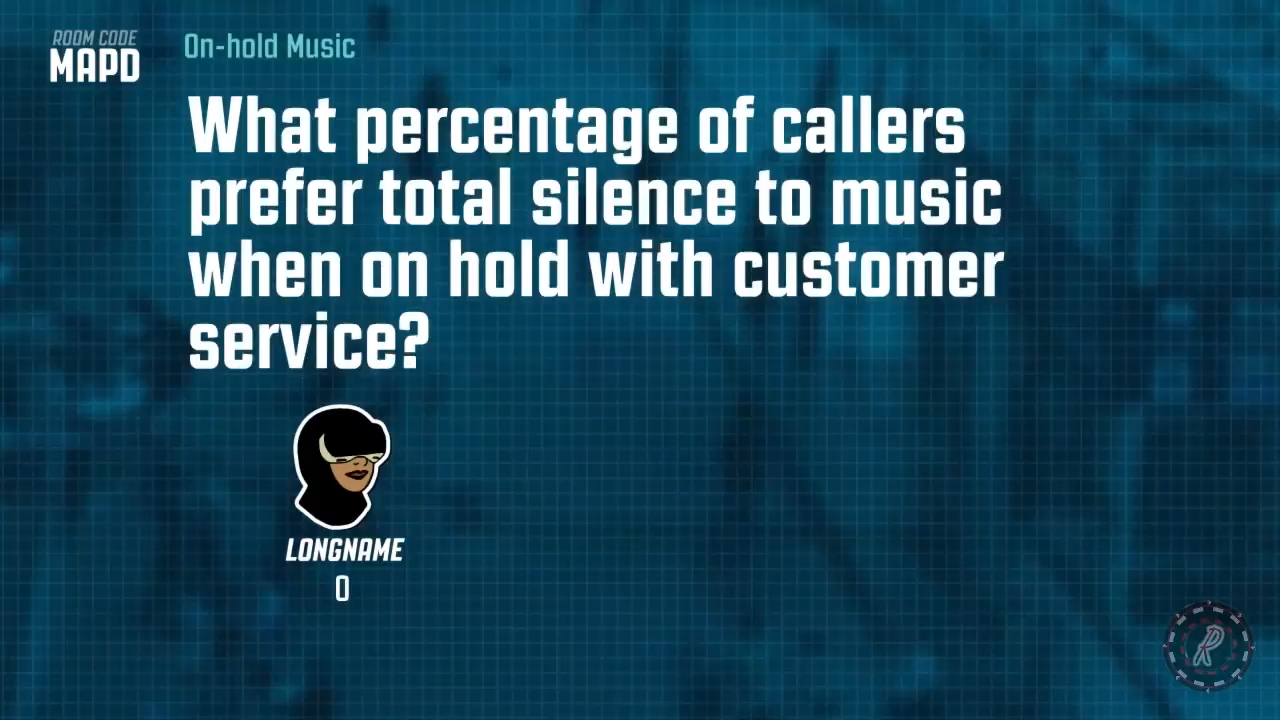 ROOM CODE
MAPD
On-hold Music
What percentage of callers
prefer total silence to music
when on hold with customer
service?
LONGNAME
0
R